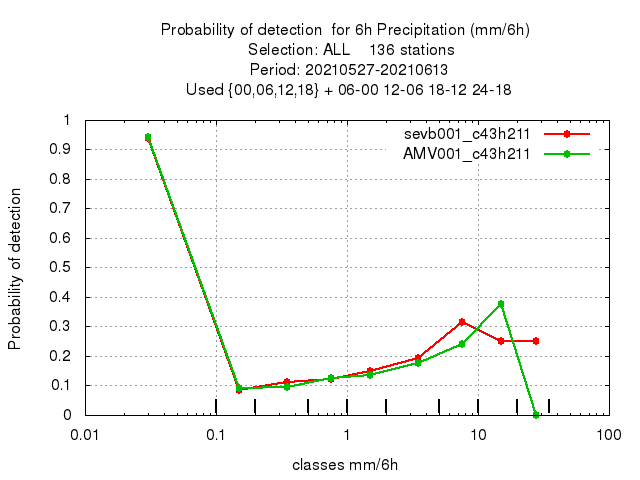 Probability of detection  for 6h Precipitation (mm/6h)
Selection: ALL    136 stations
Period: 20210527-20210613
Used {00,06,12,18} + 06-00 12-06 18-12 24-18
sevb001_c43h211
AMV001_c43h211
Probability of detection
1
0.9
0.8
0.7
0.6
0.5
0.4
0.3
0.2
0.1
0
0.01 0.1 1 10 100
classes mm/6h